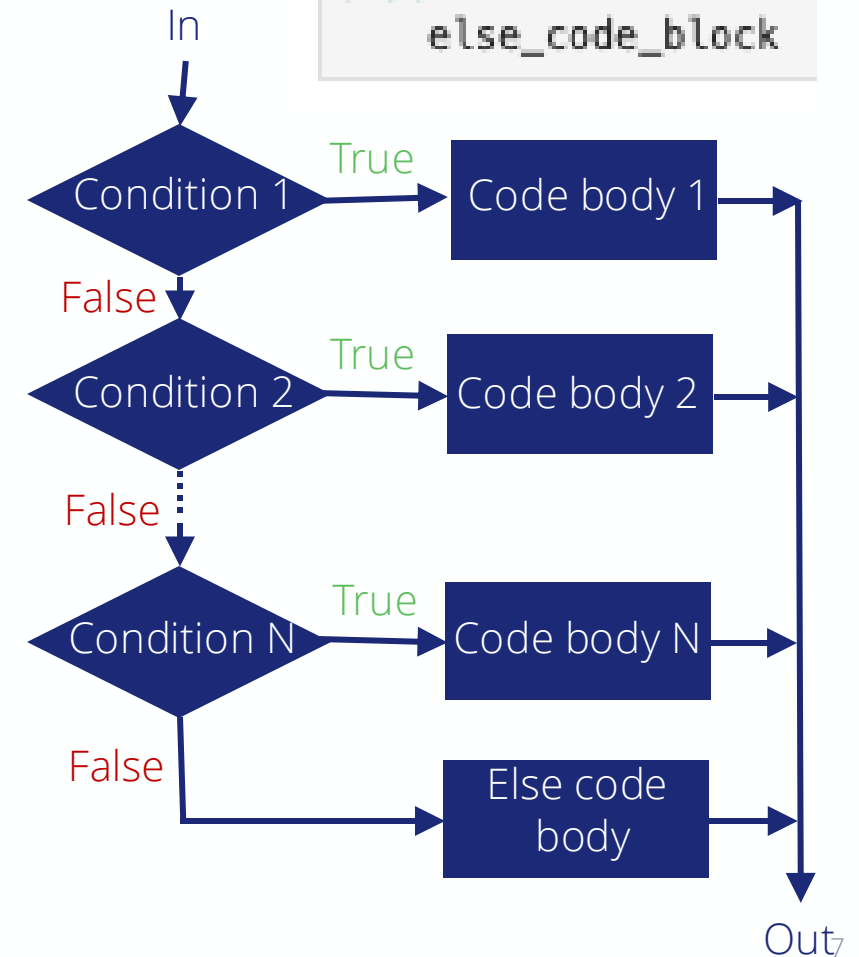 In
else_code_block
True
Condition 1
Code body 1
False
True
Condition 2
Code body 2
False
True
Condition N
Code body N
False
Else code
body
Out
7